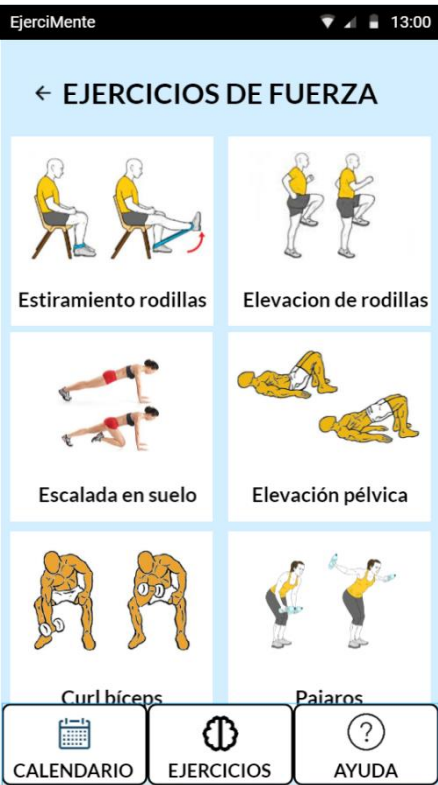 EjerciMente 13:00
← EJERCICIOS DE FUERZA
Estiramiento rodillas
Elevacion de rodillas
Escalada en suelo
Elevación pélvica
Curl bíceps
Pajaros
CALENDARIO
EJERCICIOS
?
AYUDA